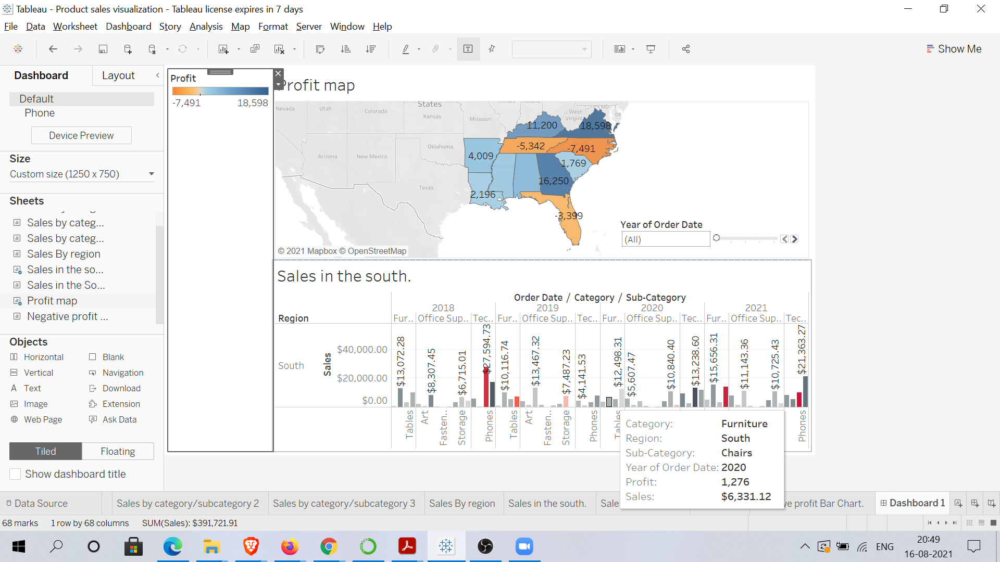 Tableau - Product sales visualization - Tableau license expires in 7 days
File Data Worksheet Dashboard Story Analysis Map Format Server Window Help
Show Me
Dashboard Layout
Default
Phone
Device Preview
Size
Custom size (1250 x 750)
Sheets
Sales by categ...
Sales by categ...
Sales By region
Sales in the so...
Sales in the So...
Profit map
Negative profit ...
Objects
Horizontal Blank
Vertical Navigation
Text Download
Image Extension
Web Page Ask Data
Tiled Floating
Show dashboard title
Profit
-7,491 18,598
Profit map
States
Nevada Utah Colorado Kansas Missouri West Virginia MD DE
Arizona New Mexico Oklahoma Texas
11,200 18,598
-5,342 -7,491
4,009 1,769
16,250
2,196
-3,399
Year of Order Date
(All)
© 2021 Mapbox © OpenStreetMap
Sales in the south.
Order Date / Category / Sub-Category
2018 2019 2020 2021
Region Fur.. Office Sup.. Tec.. Fur.. Office Sup.. Tec.. Fur.. Office Sup.. Tec.. Fur.. Office Sup.. Tec..
South
Sales
$40,000.00
$20,000.00
$0.00
$13,072.28 $8,307.45 $6,715.01 $27,594.73 $10,116.74 $13,467.32 $7,487.23 $4,141.53 $12,498.31 $5,607.47 $10,840.40 $13,238.60 $15,656.31 $11,143.36 $10,725.43 $21,363.27
Tables Art Fasten.. Storage Phones Tables Art Fasten.. Storage Phones Tables Phones
Category: Furniture
Region: South
Sub-Category: Chairs
Year of Order Date: 2020
Profit: 1,276
Sales: $6,331.12
Data Source Sales by category/subcategory 2 Sales by category/subcategory 3 Sales By region Sales in the south. Sale ve profit Bar Chart. Dashboard 1
68 marks 1 row by 68 columns SUM(Sales): $391,721.91
ENG
20:49
16-08-2021